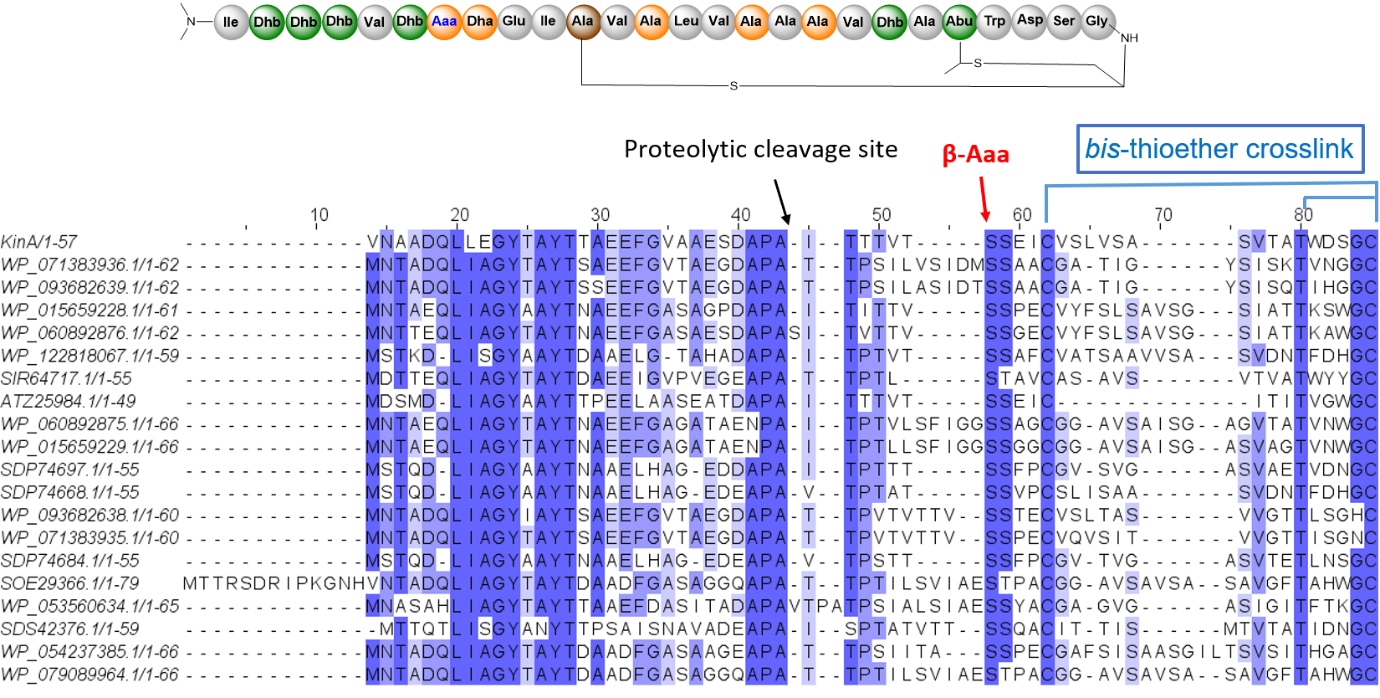 N Ile Dhb Dhb Dhb Val Dhb Aaa Dha Glu Ile Ala Val Ala Leu Val Ala Ala Ala Val Dhb Ala Abu Trp Asp Ser Gly NH
S
S
Proteolytic cleavage site β-Aaa bis-thioether crosslink
10 20 30 40 50 60 70 80
KinA/1-57 -------------VNAADQLLEGYTAYTTAEEFGVAAESDAPA-I--TTTVT-----SSEICVSLVSA-------SVTATWDSGC
WP_071383936.1/1-62 -------------MNTADQLIAGYTAYTSAEEFGVTAEGDAPA-I--TPSILVSIDMSSAACGA-TIG------YSISKTVNGGC
WP_093682639.1/1-62 -------------MNTADQLIAGYTAYTSSEEFGVTAEGDAPA-I--TPSILASIDTSSAACGA-TIG------YSISQTIHGGC
WP_015659228.1/1-61 -------------MNTAEQLIAGYAAYTNAEEFGASAGPDAPA-I--TITTV-----SSPECVYFSLSAVSG---SIATTKSWGC
WP_060892876.1/1-62 -------------MNTTEQLIAGYAAYTNAEEFGASAESDAPASI--TVTTV-----SSGECVYFSLSAVSG---SIATTKAWGC
WP_122818067.1/1-59 -------------MSTKD-LISGYAAYTDAAELG-TAHADAPA-I--TPTVT-----SSAFCVATSAAVVSA---SVDNTFDHGC
SIR64717.1/1-55 -------------MDTTEQLIAGYTAYTDAEEIGVPVEGEAPA-I--TPTL------STAVCAS-AVS-------VTVATWYYGC
ATZ25984.1/1-49 -------------MDSMD-LIAGYAAYTTPEELAASEATDAPA-I--TTTVT-----SSEIC--------------ITITVGWGC
WP_060892875.1/1-66 -------------MNTAEQLIAGYTAYTNAEEFGAGATAENPA-I--TPTVLSFIGGSSAGCGG-AVSAISG--AGVTATVNWGC
WP_015659229.1/1-66 -------------MNTAEQLIAGYTAYTNAEEFGAGATAENPA-I--TPTLLSFIGGSSGGCGG-AVSAISG--ASVAGTVNWGC
SDP74697.1/1-55 -------------MSTQD-LIAGYAAYTNAAELHAG-EDDAPA-I--TPTTT-----SSFPCGV-SVG------ASVAETVDNGC
SDP74668.1/1-55 -------------MSTQD-LIAGYAAYTNAAELHAG-EDEAPA-V--TPTAT-----SSVPCSLISAA-------SVDNTFDHGC
WP_093682638.1/1-60 -------------MNTADQLIAGYIAYTSAEEFGVTAEGDAPA-I--TPVTVTTV--SSTECVSLTAS-------VVGTTLSGHC
WP_071383935.1/1-60 -------------MNTADQLIAGYTAYTSAEEFGVTAEGDAPA-I--TPVTVTTV--SSPECVQVSIT-------VVGTTISGNC
SDP74684.1/1-55 -------------MSTQD-LIAGYTAYTNAAELHAG-EDEAPA-V--TPSTT-----SSFPCGV-TVG------ASVTETLNSGC
SOE29366.1/1-79 MTTRSDRIPKGNHVNTADQLIAGYTAYTDAADFGASAGGQAPA-I--TPTILSVIAESTPACGG-AVSAVSA--SAVGFTAHWGC
WP_053560634.1/1-65 -------------MNASAHLIAGYTAYTTAAEFDASITADAPAVTPATPSIALSIAESSYACGA-GVG------ASIGITFTKGC
SDS42376.1/1-59 --------------MTTQTLISGYANYTTPSAISNAVADEAPA-I--SPTATVTT--SSQACIT-TIS------MTVTATIDNGC
WP_054237385.1/1-66 -------------MNTADQLIAGYTAYTDAADFGASAAGEAPA-I--TPSIITA---SSPECGAFSISAASGILTSVSITHGAGC
WP_079089964.1/1-66 -------------MNTADQLIAGYTAYTDAADFGASAGGQAPA-I--TPTILSVIAESTPACGG-AVSAVSA--SAVGFTAHWGC